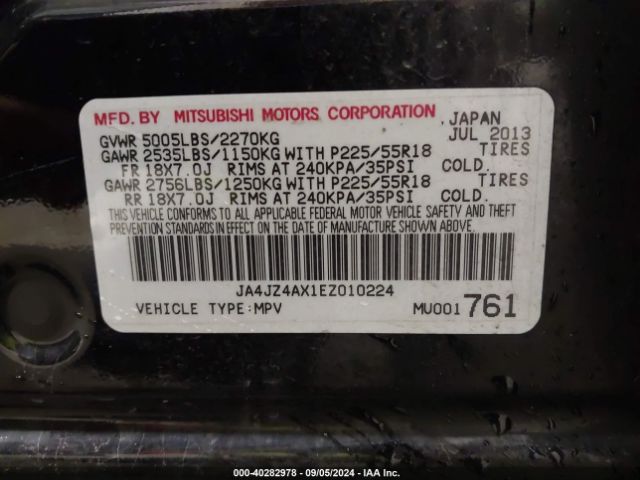 MFD. BY MITSUBISHI MOTORS CORPORATION, JAPAN
GVWR 5005LBS/2270KG JUL 2013
GAWR 2535LBS/1150KG WITH P225/55R18 TIRES
FR 18X7.0J RIMS AT 240KPA/35PSI COLD.
GAWR 2756LBS/1250KG WITH P225/55R18 TIRES
RR 18X7.0J RIMS AT 240KPA/35PSI COLD.
THIS VEHICLE CONFORMS TO ALL APPLICABLE FEDERAL MOTOR VEHICLE SAFETY AND THEFT
PREVENTION STANDARDS IN EFFECT ON THE DATE OF MANUFACTURE SHOWN ABOVE.
JA4JZ4AX1EZ010224
VEHICLE TYPE:MPV MU001 761
000-40282978 - 09/05/2024 - IAA Inc.